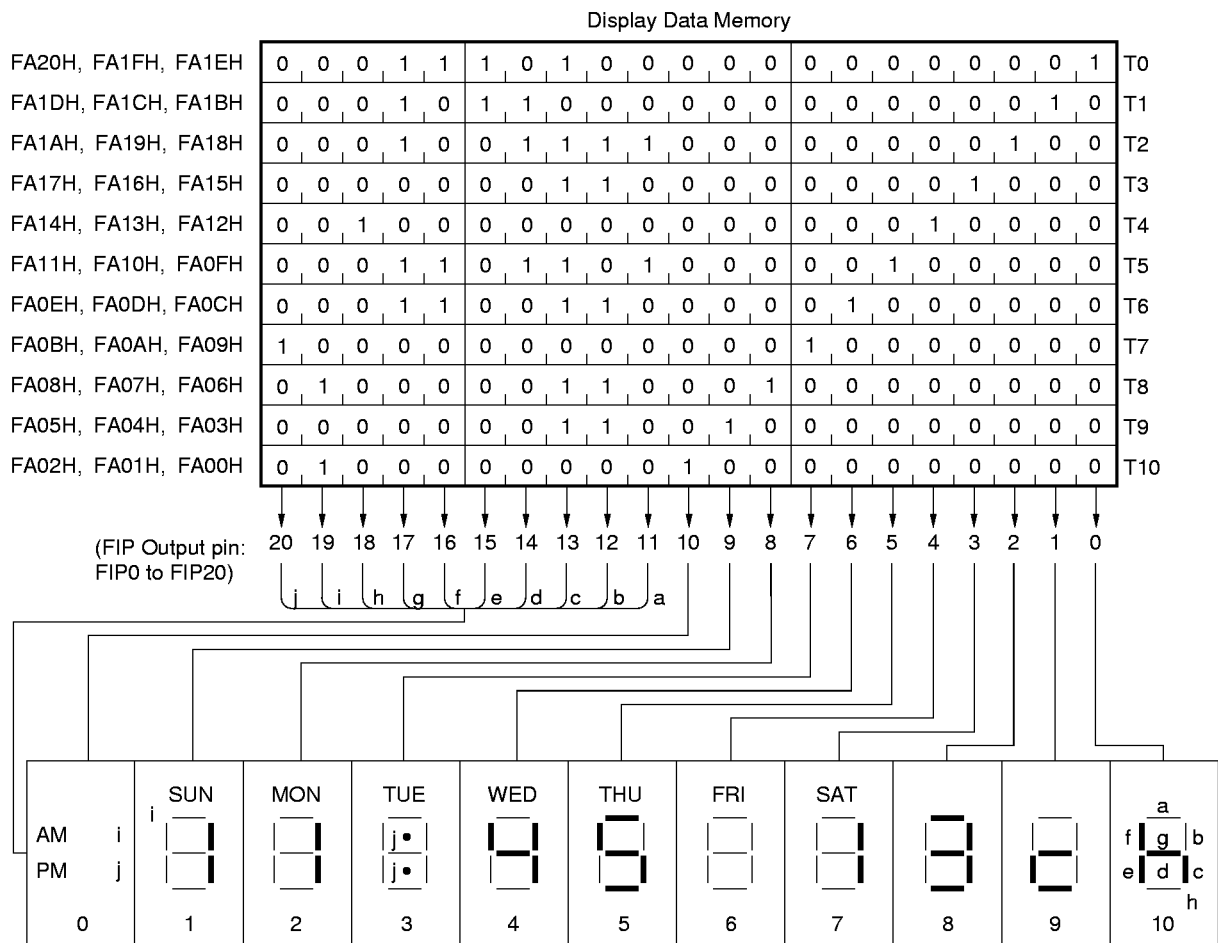 Display Data Memory
FA20H, FA1FH, FA1EH 0 0 0 1 1 1 0 1 0 0 0 0 0 0 0 0 0 0 0 0 1 T0
FA1DH, FA1CH, FA1BH 0 0 0 1 0 1 1 0 0 0 0 0 0 0 0 0 0 0 0 1 0 T1
FA1AH, FA19H, FA18H 0 0 0 1 0 0 1 1 1 1 0 0 0 0 0 0 0 0 1 0 0 T2
FA17H, FA16H, FA15H 0 0 0 0 0 0 0 1 1 0 0 0 0 0 0 0 0 1 0 0 0 T3
FA14H, FA13H, FA12H 0 0 1 0 0 0 0 0 0 0 0 0 0 0 0 0 1 0 0 0 0 T4
FA11H, FA10H, FA0FH 0 0 0 1 1 0 1 1 0 1 0 0 0 0 0 1 0 0 0 0 0 T5
FA0EH, FA0DH, FA0CH 0 0 0 1 1 0 0 1 1 0 0 0 0 0 1 0 0 0 0 0 0 T6
FA0BH, FA0AH, FA09H 1 0 0 0 0 0 0 0 0 0 0 0 0 1 0 0 0 0 0 0 0 T7
FA08H, FA07H, FA06H 0 1 0 0 0 0 0 1 1 0 0 0 1 0 0 0 0 0 0 0 0 T8
FA05H, FA04H, FA03H 0 0 0 0 0 0 0 1 1 0 0 1 0 0 0 0 0 0 0 0 0 T9
FA02H, FA01H, FA00H 0 1 0 0 0 0 0 0 0 0 1 0 0 0 0 0 0 0 0 0 0 T10
(FIP Output pin: 20 19 18 17 16 15 14 13 12 11 10 9 8 7 6 5 4 3 2 1 0
FIP0 to FIP20)
j i h g f e d c b a
SUN MON TUE WED THU FRI SAT
i
a
AM i j f g b
PM j j e d c
h
0 1 2 3 4 5 6 7 8 9 10